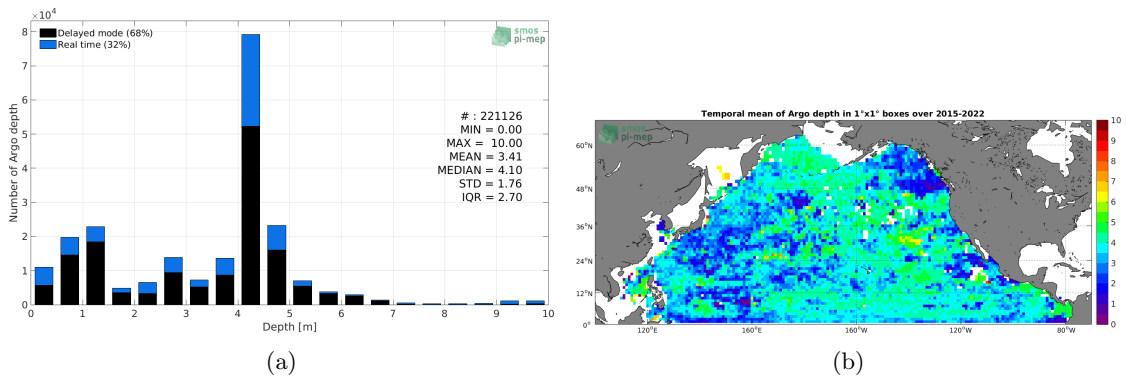 ×10⁴
8
7
6
5
4
3
2
1
0
Number of Argo depth
Delayed mode (68%)
Real time (32%)
smos
pi-mep
# : 221126
MIN = 0.00
MAX = 10.00
MEAN = 3.41
MEDIAN = 4.10
STD = 1.76
IQR = 2.70
0 1 2 3 4 5 6 7 8 9 10
Depth [m]
(a)
Temporal mean of Argo depth in 1°x1° boxes over 2015-2022
smos
pi-mep
60°N
48°N
36°N
24°N
12°N
0°
120°E 160°E 160°W 120°W 80°W
10
9
8
7
6
5
4
3
2
1
0
(b)